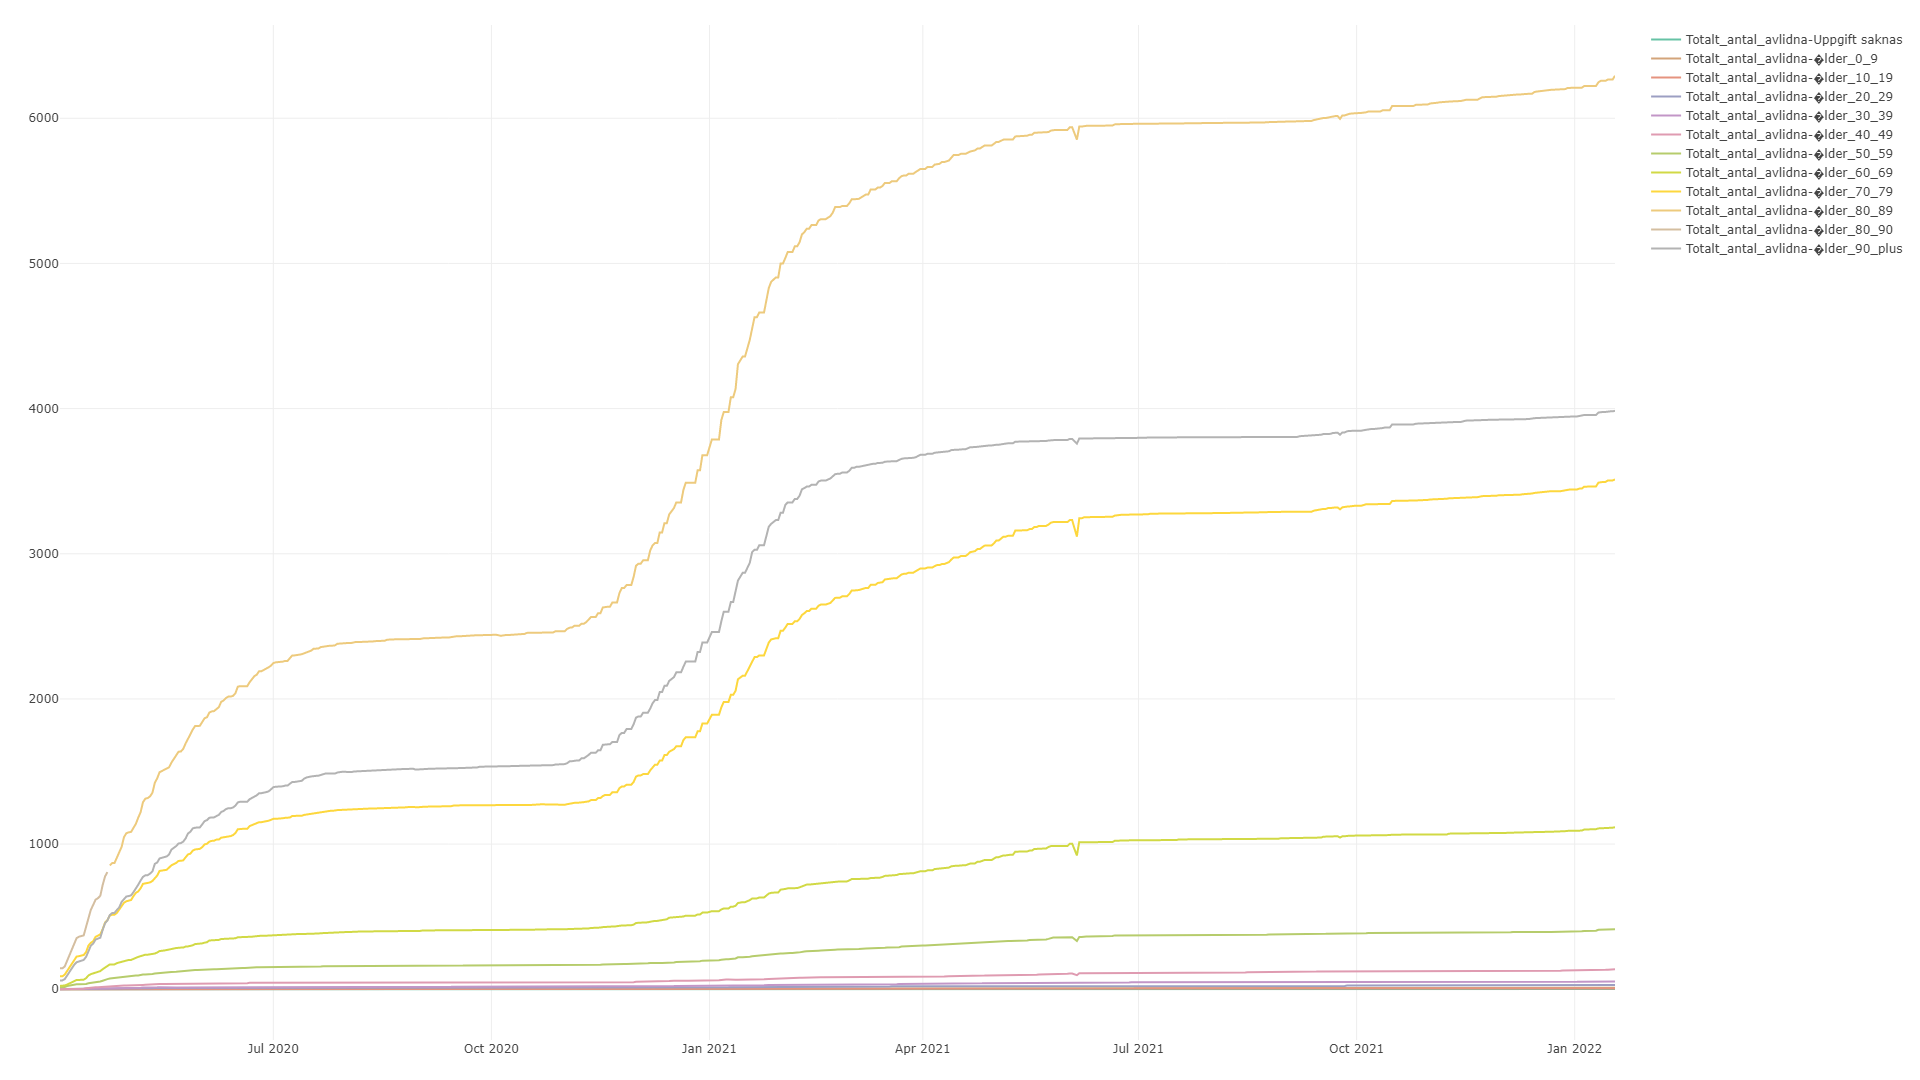 Totalt_antal_avlidna-Uppgift saknas
Totalt_antal_avlidna-�lder_0_9
Totalt_antal_avlidna-�lder_10_19
Totalt_antal_avlidna-�lder_20_29
Totalt_antal_avlidna-�lder_30_39
Totalt_antal_avlidna-�lder_40_49
Totalt_antal_avlidna-�lder_50_59
Totalt_antal_avlidna-�lder_60_69
Totalt_antal_avlidna-�lder_70_79
Totalt_antal_avlidna-�lder_80_89
Totalt_antal_avlidna-�lder_80_90
Totalt_antal_avlidna-�lder_90_plus
6000
5000
4000
3000
2000
1000
0
Jul 2020
Oct 2020
Jan 2021
Apr 2021
Jul 2021
Oct 2021
Jan 2022